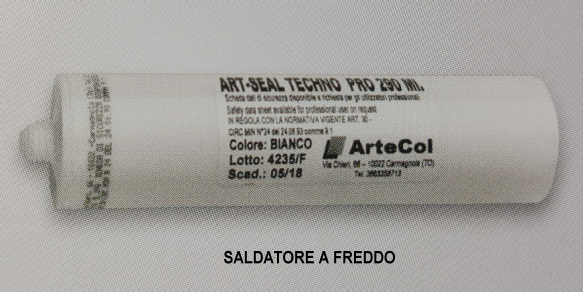 ART-SEAL TECHNO PRO 290 Ml.
Scheda dati di sicurezza disponibile a richiesta per gli utilizzatori professionali
Safety data sheet available for professional user on request
IN REGOLA CON LA NORMATIVA VIGENTE ART. 30 -
CIRC.MIN N°24 del 24.06.93 comma 9.1
Colore: BIANCO
Lotto: 4235/F
Scad.: 05/18
ArteCol
Via Chieri, 66 – 10022 Carmagnola (TO)
Tel.
SALDATORE A FREDDO